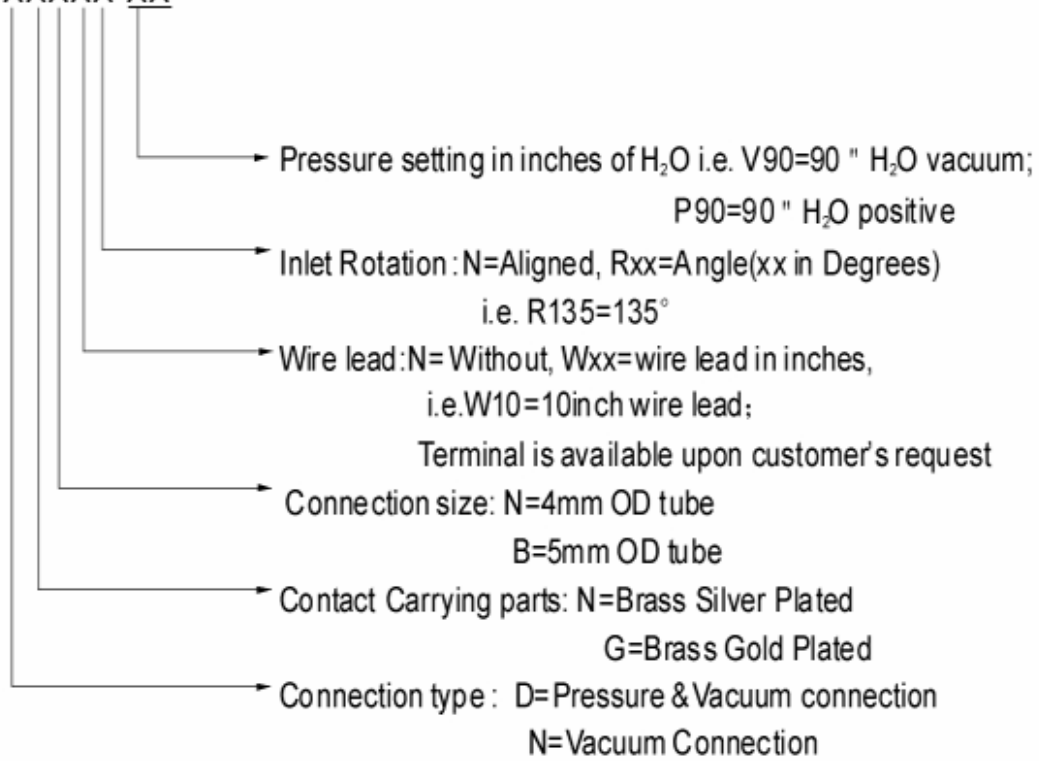 Pressure setting in inches of H₂O i.e. V90=90 " H₂O vacuum;
P90=90 " H₂O positive
Inlet Rotation: N=Aligned, Rxx=Angle(xx in Degrees)
i.e. R135=135°
Wire lead:N= Without, Wxx=wire lead in inches,
i.e.W10=10inch wire lead;
Terminal is available upon customer's request
Connection size: N=4mm OD tube
B=5mm OD tube
Contact Carrying parts: N=Brass Silver Plated
G=Brass Gold Plated
Connection type: D=Pressure & Vacuum connection
N=Vacuum Connection